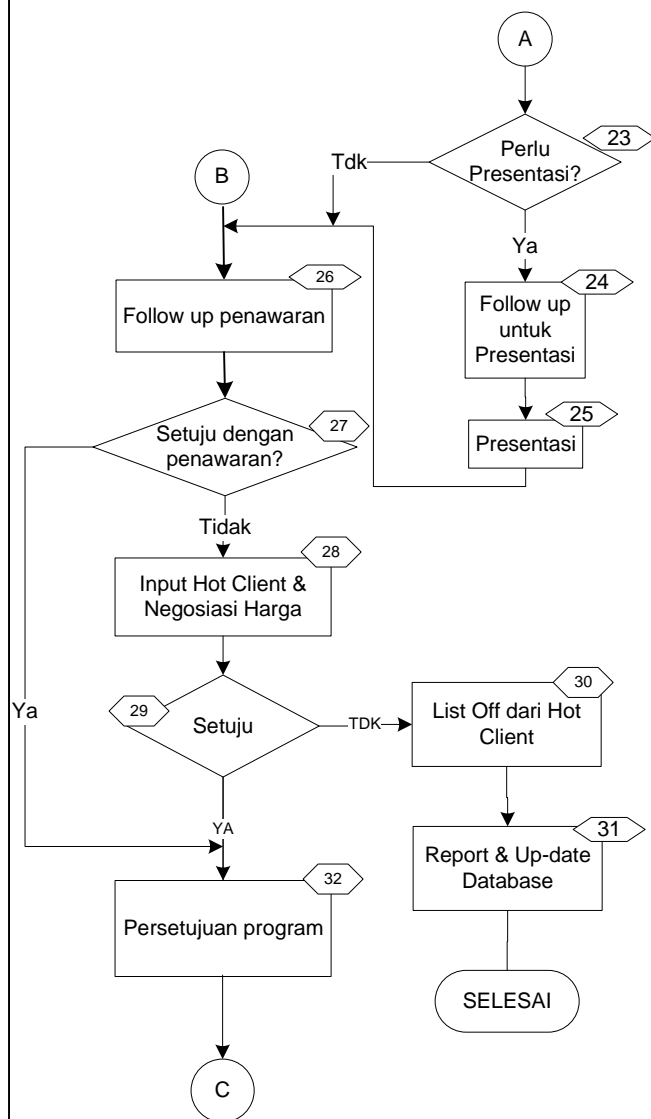 A
23
Perlu
Presentasi?
Tdk
B
Ya
26
Follow up penawaran
24
Follow up
untuk
Presentasi
27
Setuju dengan
penawaran?
25
Presentasi
Tidak
28
Input Hot Client &
Negosiasi Harga
Ya
29
Setuju
TDK
30
List Off dari Hot
Client
YA
31
Report & Up-date
Database
32
Persetujuan program
SELESAI
C